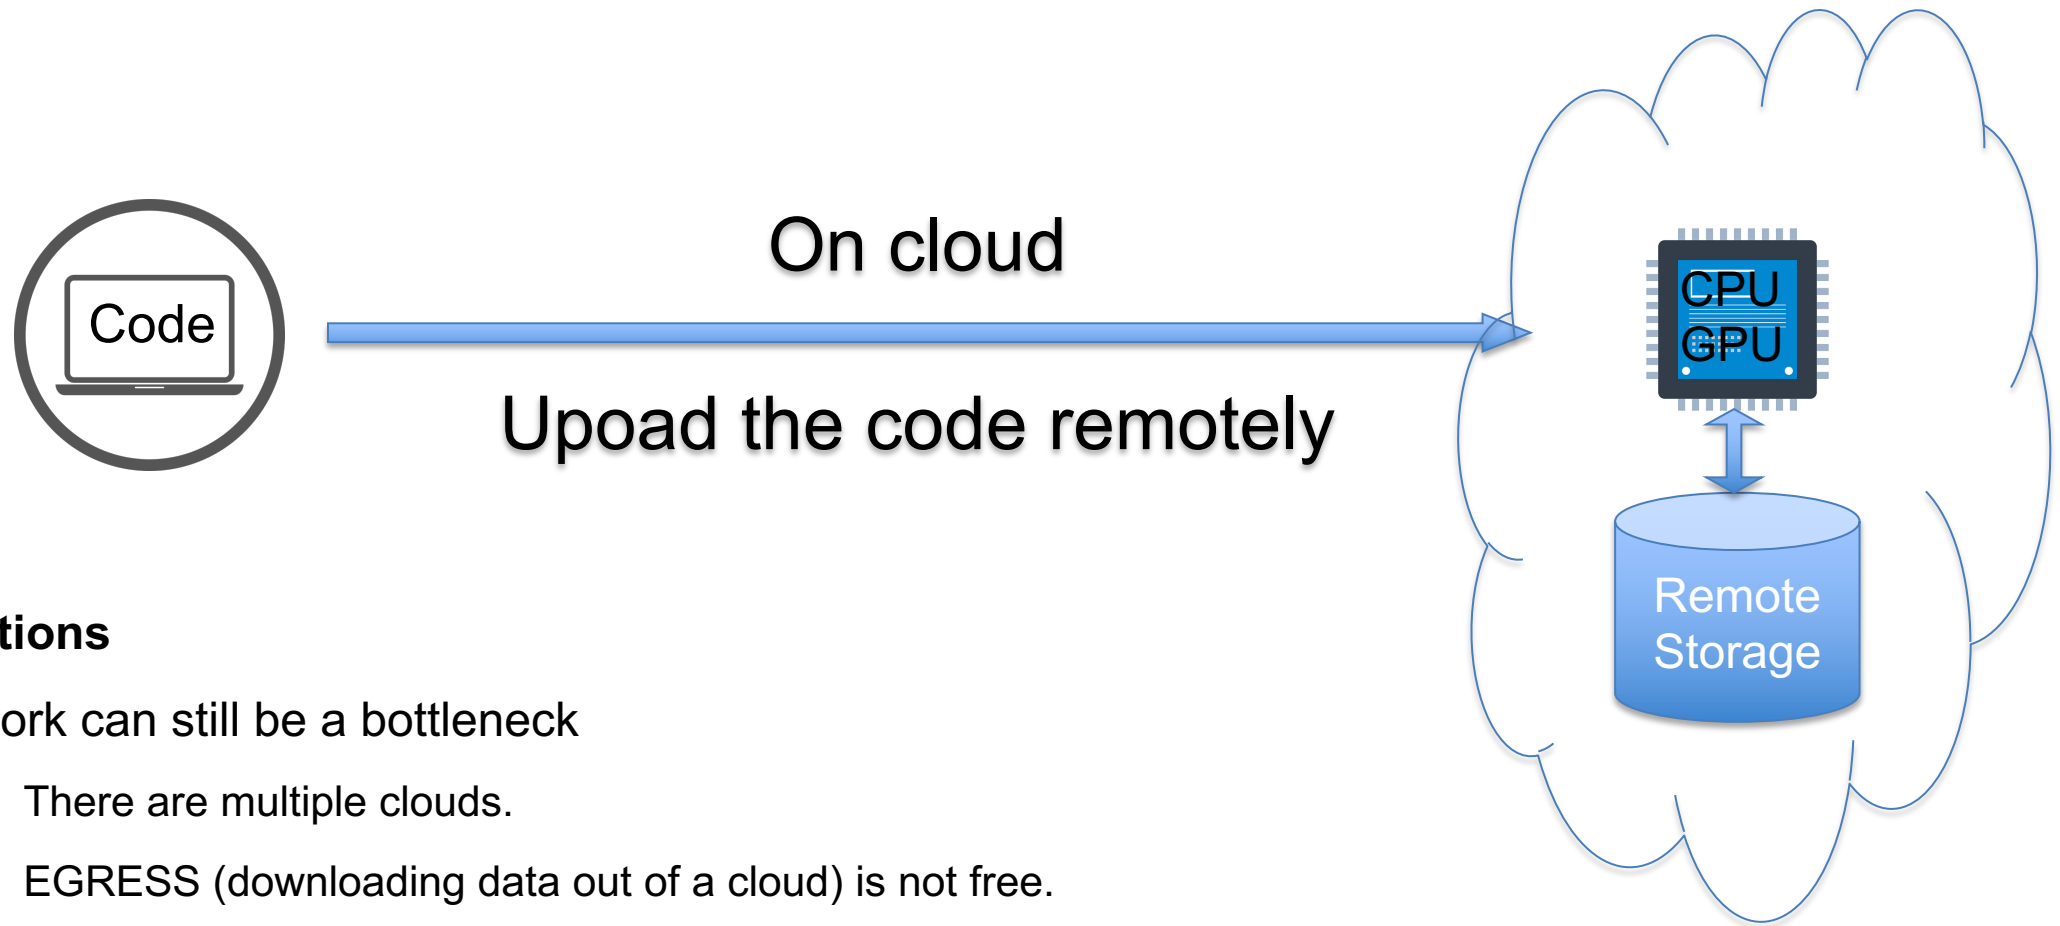 On cloud
Code
CPU
GPU
Upoad the code remotely
Remote
Storage
tions
ork can still be a bottleneck
There are multiple clouds.
EGRESS (downloading data out of a cloud) is not free.